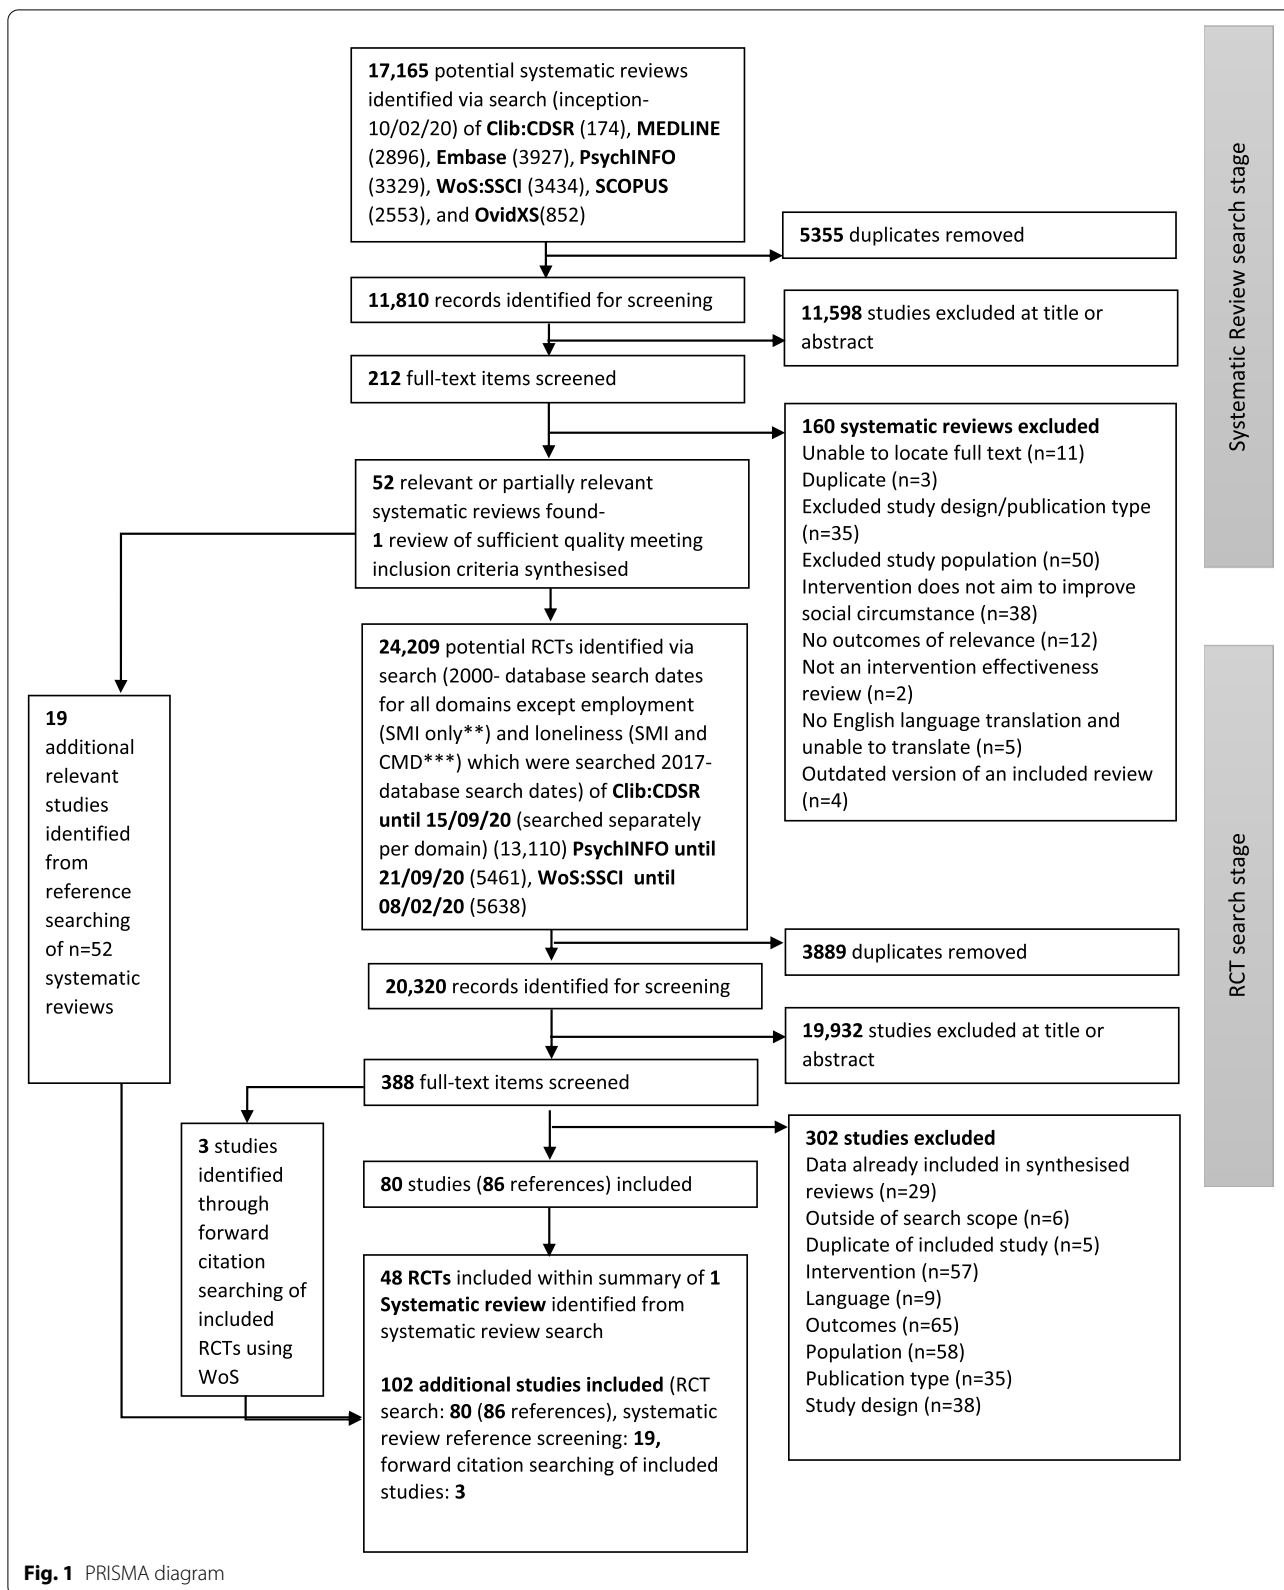 17,165 potential systematic reviews
identified via search (inception-
10/02/20) of Clib:CDSR (174), MEDLINE
(2896), Embase (3927), PsychINFO
(3329), WoS:SSCI (3434), SCOPUS
(2553), and OvidXS(852)
5355 duplicates removed
11,810 records identified for screening
11,598 studies excluded at title or
abstract
212 full-text items screened
160 systematic reviews excluded
Unable to locate full text (n=11)
Duplicate (n=3)
Excluded study design/publication type
(n=35)
Excluded study population (n=50)
Intervention does not aim to improve
social circumstance (n=38)
No outcomes of relevance (n=12)
Not an intervention effectiveness
review (n=2)
No English language translation and
unable to translate (n=5)
Outdated version of an included review
(n=4)
52 relevant or partially relevant
systematic reviews found-
1 review of sufficient quality meeting
inclusion criteria synthesised
Systematic Review search stage
24,209 potential RCTs identified via
search (2000- database search dates
for all domains except employment
(SMI only**) and loneliness (SMI and
CMD***) which were searched 2017-
database search dates) of Clib:CDSR
until 15/09/20 (searched separately
per domain) (13,110) PsychINFO until
21/09/20 (5461), WoS:SSCI until
08/02/20 (5638)
19
additional
relevant
studies
identified
from
reference
searching
of n=52
systematic
reviews
3889 duplicates removed
20,320 records identified for screening
19,932 studies excluded at title or
abstract
388 full-text items screened
RCT search stage
3 studies
identified
through
forward
citation
searching of
included
RCTs using
WoS
302 studies excluded
Data already included in synthesised
reviews (n=29)
Outside of search scope (n=6)
Duplicate of included study (n=5)
Intervention (n=57)
Language (n=9)
Outcomes (n=65)
Population (n=58)
Publication type (n=35)
Study design (n=38)
80 studies (86 references) included
48 RCTs included within summary of 1
Systematic review identified from
systematic review search
102 additional studies included (RCT
search: 80 (86 references), systematic
review reference screening: 19,
forward citation searching of included
studies: 3
Fig. 1 PRISMA diagram